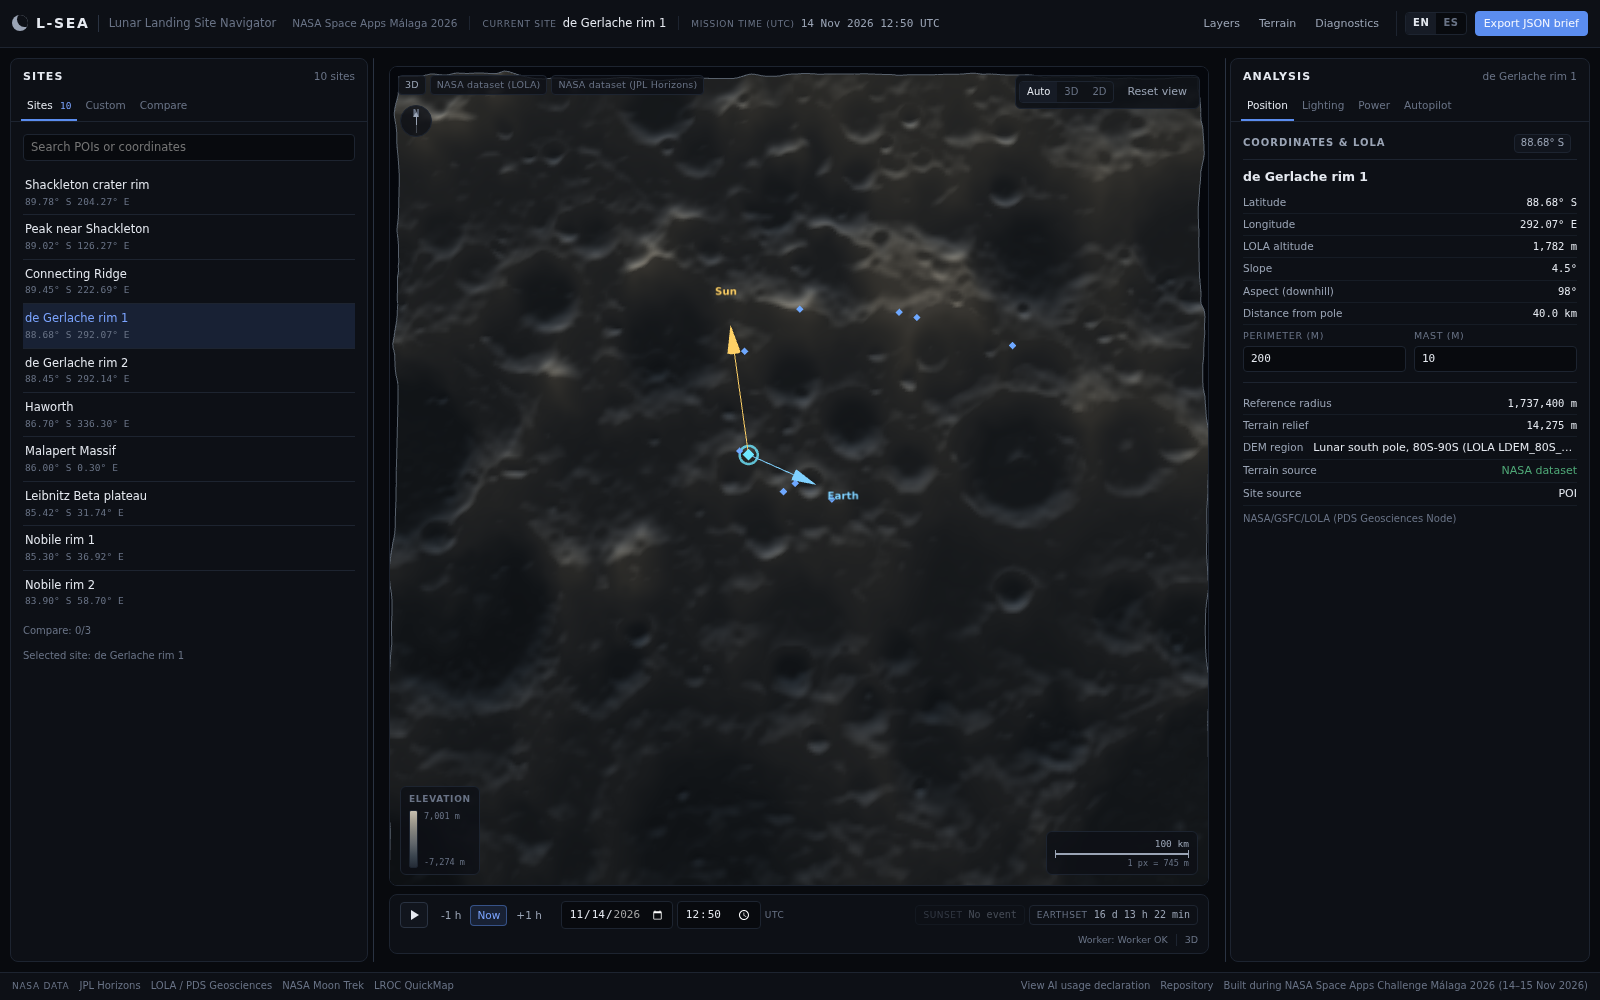 L-SEA Lunar Landing Site Navigator NASA Space Apps Málaga 2026 CURRENT SITE de Gerlache rim 1 MISSION TIME (UTC) 14 Nov 2026 12:50 UTC Layers Terrain Diagnostics EN ES Export JSON brief
SITES 10 sites
Sites 10 Custom Compare
Search POIs or coordinates
Shackleton crater rim
89.78° S 204.27° E
Peak near Shackleton
89.02° S 126.27° E
Connecting Ridge
89.45° S 222.69° E
de Gerlache rim 1
88.68° S 292.07° E
de Gerlache rim 2
88.45° S 292.14° E
Haworth
86.70° S 336.30° E
Malapert Massif
86.00° S 0.30° E
Leibnitz Beta plateau
85.42° S 31.74° E
Nobile rim 1
85.30° S 36.92° E
Nobile rim 2
83.90° S 58.70° E
Compare: 0/3
Selected site: de Gerlache rim 1
3D NASA dataset (LOLA) NASA dataset (JPL Horizons) Auto 3D 2D Reset view
N
Sun
Earth
ELEVATION
7,001 m
-7,274 m
100 km
1 px = 745 m
-1 h Now +1 h 11/14/2026 12:50 UTC SUNSET No event EARTHSET 16 d 13 h 22 min
Worker: Worker OK 3D
ANALYSIS de Gerlache rim 1
Position Lighting Power Autopilot
COORDINATES & LOLA 88.68° S
de Gerlache rim 1
Latitude 88.68° S
Longitude 292.07° E
LOLA altitude 1,782 m
Slope 4.5°
Aspect (downhill) 98°
Distance from pole 40.0 km
PERIMETER (M) MAST (M)
200 10
Reference radius 1,737,400 m
Terrain relief 14,275 m
DEM region Lunar south pole, 80S-90S (LOLA LDEM_80S_...
Terrain source NASA dataset
Site source POI
NASA/GSFC/LOLA (PDS Geosciences Node)
NASA DATA JPL Horizons LOLA / PDS Geosciences NASA Moon Trek LROC QuickMap View AI usage declaration Repository Built during NASA Space Apps Challenge Málaga 2026 (14–15 Nov 2026)